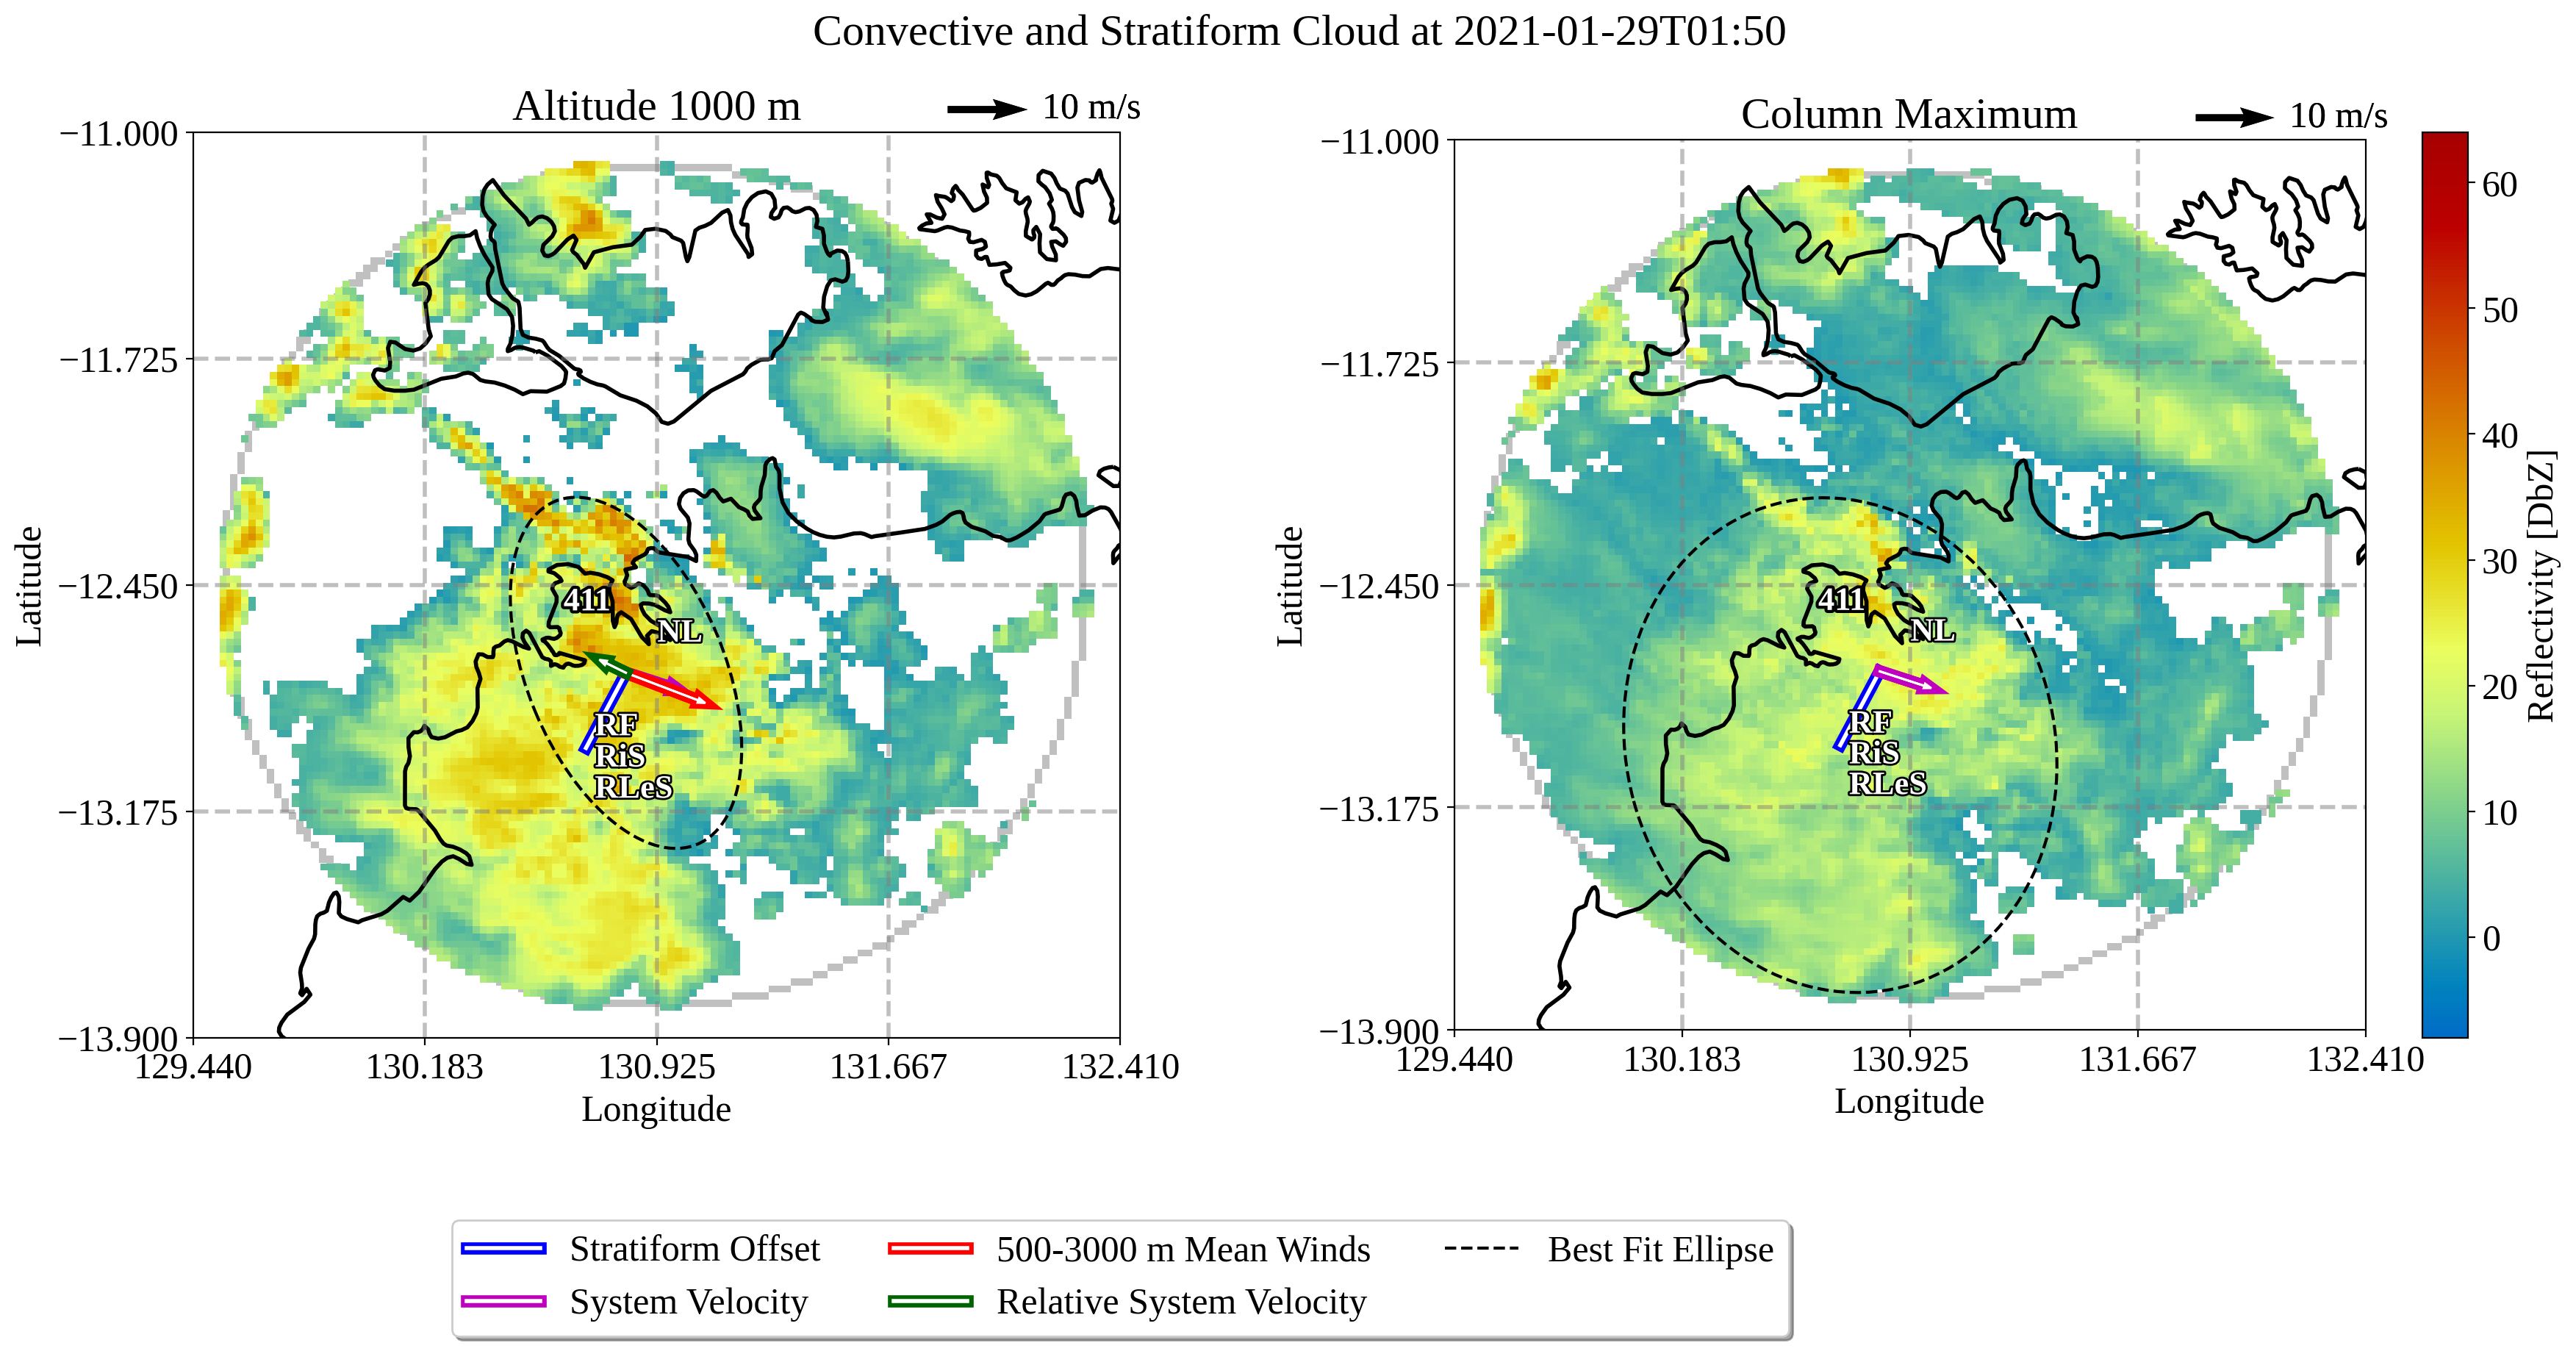 Convective and Stratiform Cloud at 2021-01-29T01:50
Altitude 1000 m
10 m/s
−11.000
−11.725
−12.450
−13.175
−13.900
129.440
130.183
130.925
131.667
132.410
Latitude
Longitude
411
NL
RF
RiS
RLeS
Column Maximum
10 m/s
−11.000
−11.725
−12.450
−13.175
−13.900
129.440
130.183
130.925
131.667
132.410
Latitude
Longitude
411
NL
RF
RiS
RLeS
60
50
40
30
20
10
0
Reflectivity [DbZ]
Stratiform Offset
500-3000 m Mean Winds
Best Fit Ellipse
System Velocity
Relative System Velocity